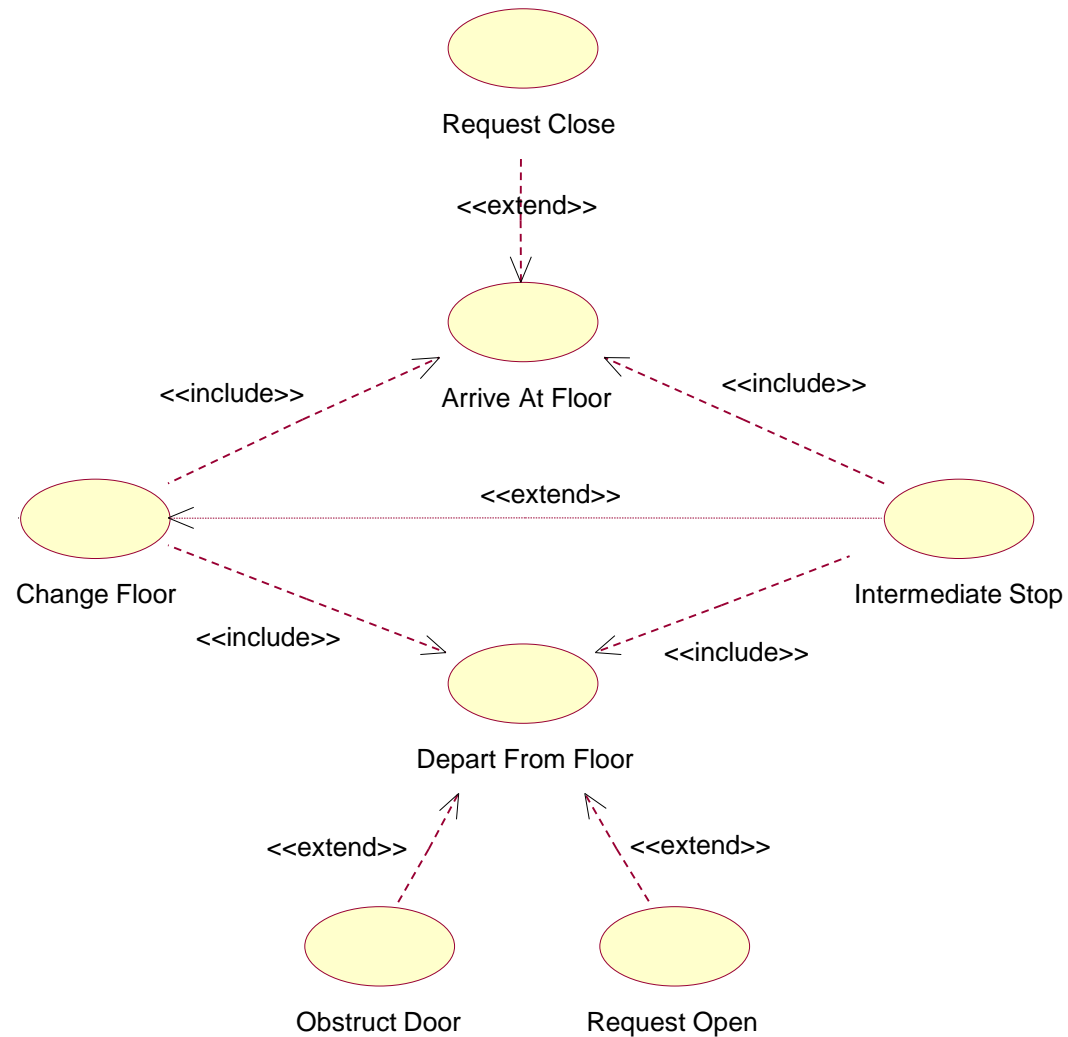 Request Close
<<extend>>
Arrive At Floor
<<include>>
<<include>>
<<extend>>
Change Floor
Intermediate Stop
<<include>>
<<include>>
Depart From Floor
<<extend>>
<<extend>>
Obstruct Door
Request Open